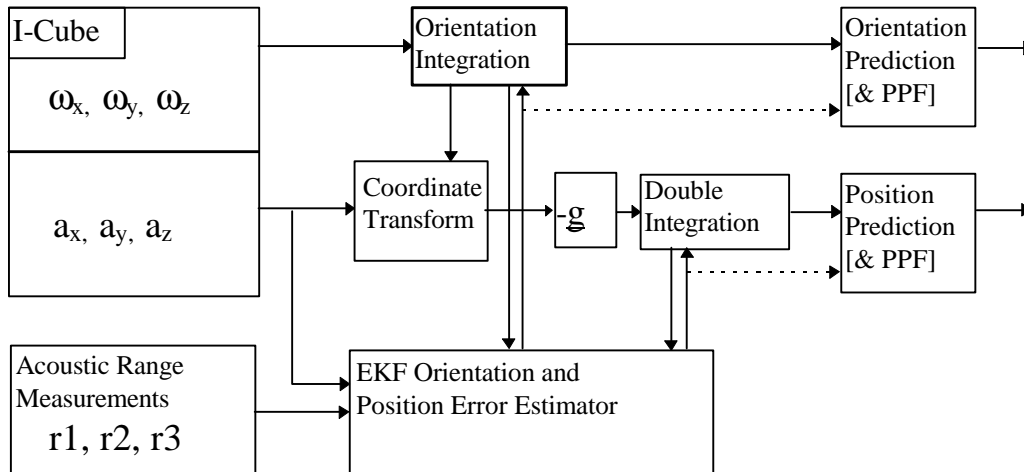 I-Cube
ωx, ωy, ωz
ax, ay, az
Orientation
Integration
Orientation
Prediction
[& PPF]
Coordinate
Transform
-g
Double
Integration
Position
Prediction
[& PPF]
Acoustic Range
Measurements
r1, r2, r3
EKF Orientation and
Position Error Estimator